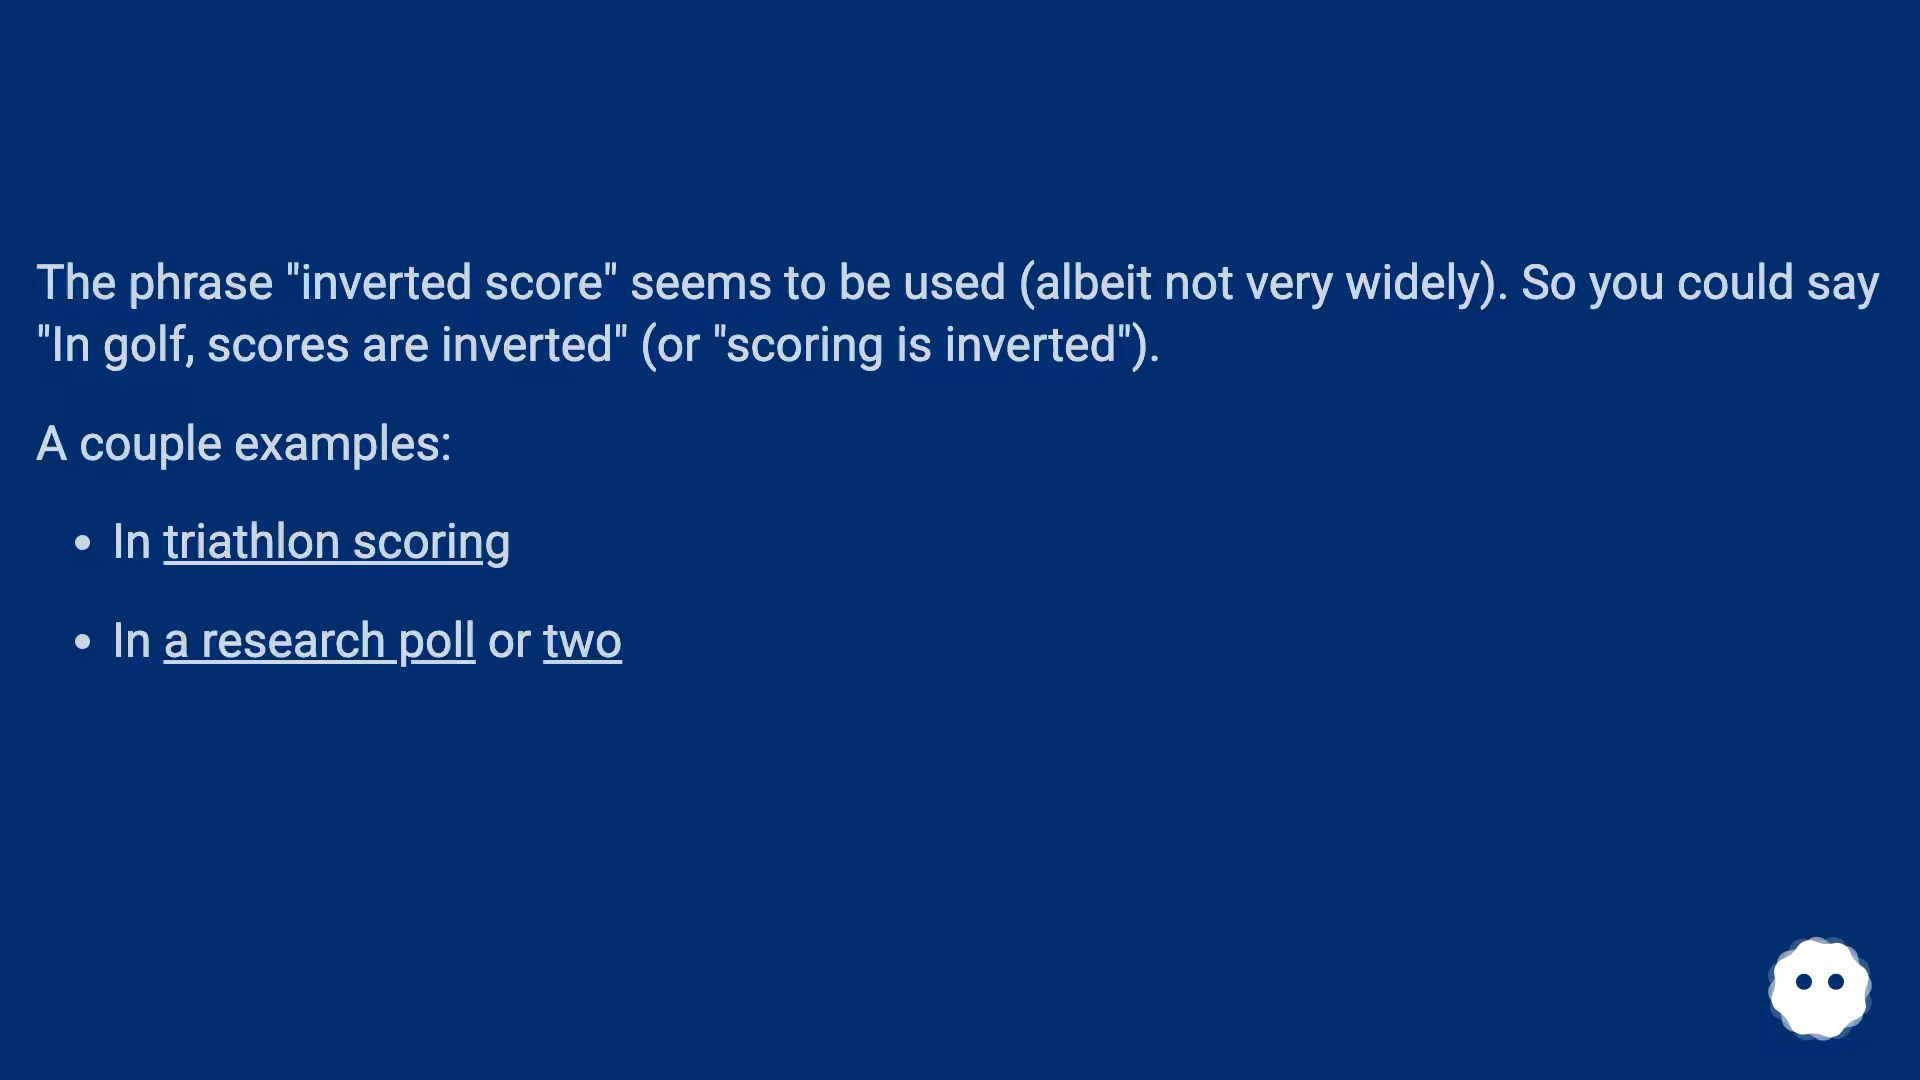 The phrase "inverted score" seems to be used (albeit not very widely). So you could say
"In golf, scores are inverted" (or "scoring is inverted").
A couple examples:
• In triathlon scoring
• In a research poll or two